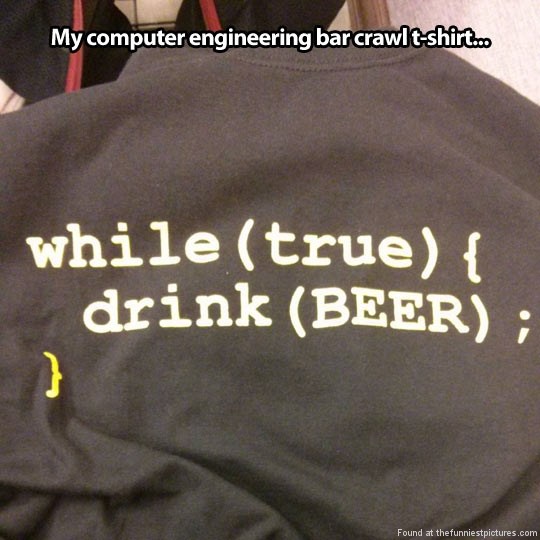 My computer engineering bar crawl t-shirt...
while(true){
drink(BEER);
}
Found at thefunniestpictures.com